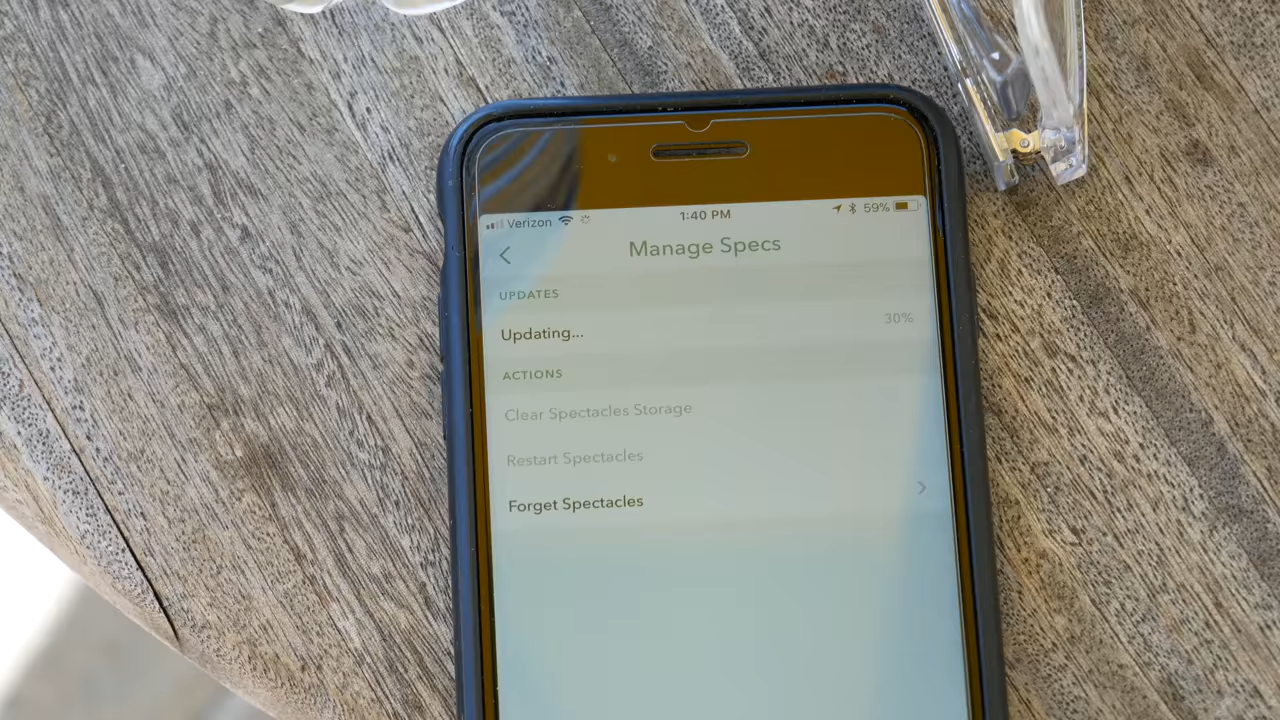 Verizon 1:40 PM 59%
Manage Specs
UPDATES
Updating... 30%
ACTIONS
Clear Spectacles Storage
Restart Spectacles
Forget Spectacles